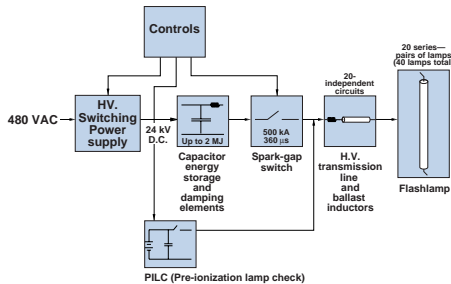 Controls
20 series—
pairs of lamps
(40 lamps total
20-
independent
circuits
480 VAC
HV.
Switching
Power
supply
24 kV
D.C.
Up to 2 MJ
500 kA
360 µs
Capacitor
energy
storage
and
damping
elements
Spark-gap
switch
H.V.
transmission
line
and
ballast
inductors
Flashlamp
PILC (Pre-ionization lamp check)